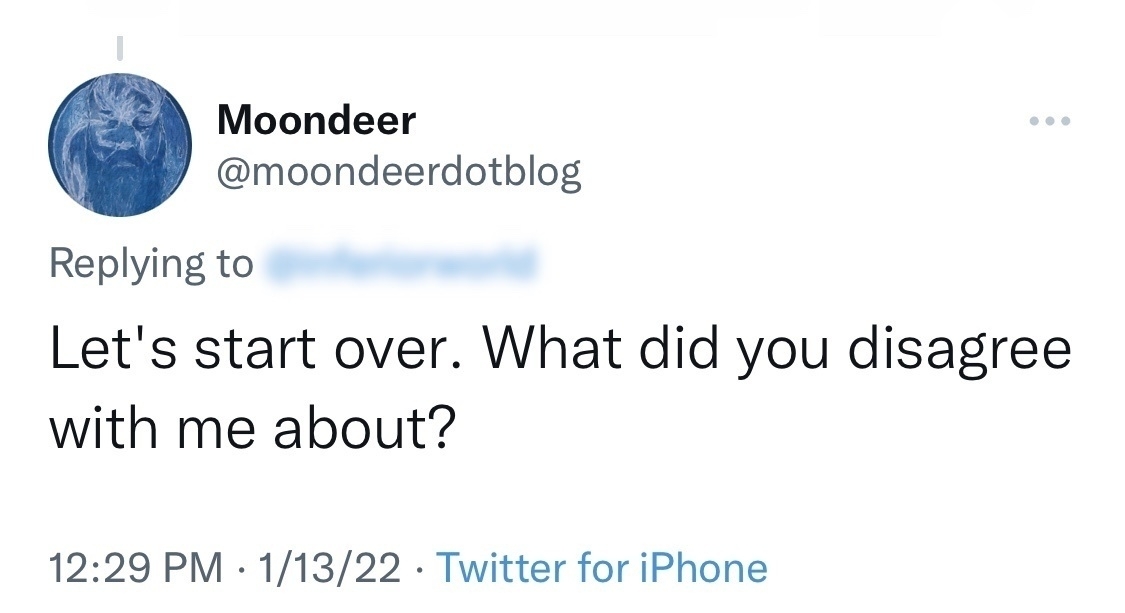 Moondeer
@moondeerdotblog
Replying to
Let's start over. What did you disagree
with me about?
12:29 PM · 1/13/22 · Twitter for iPhone